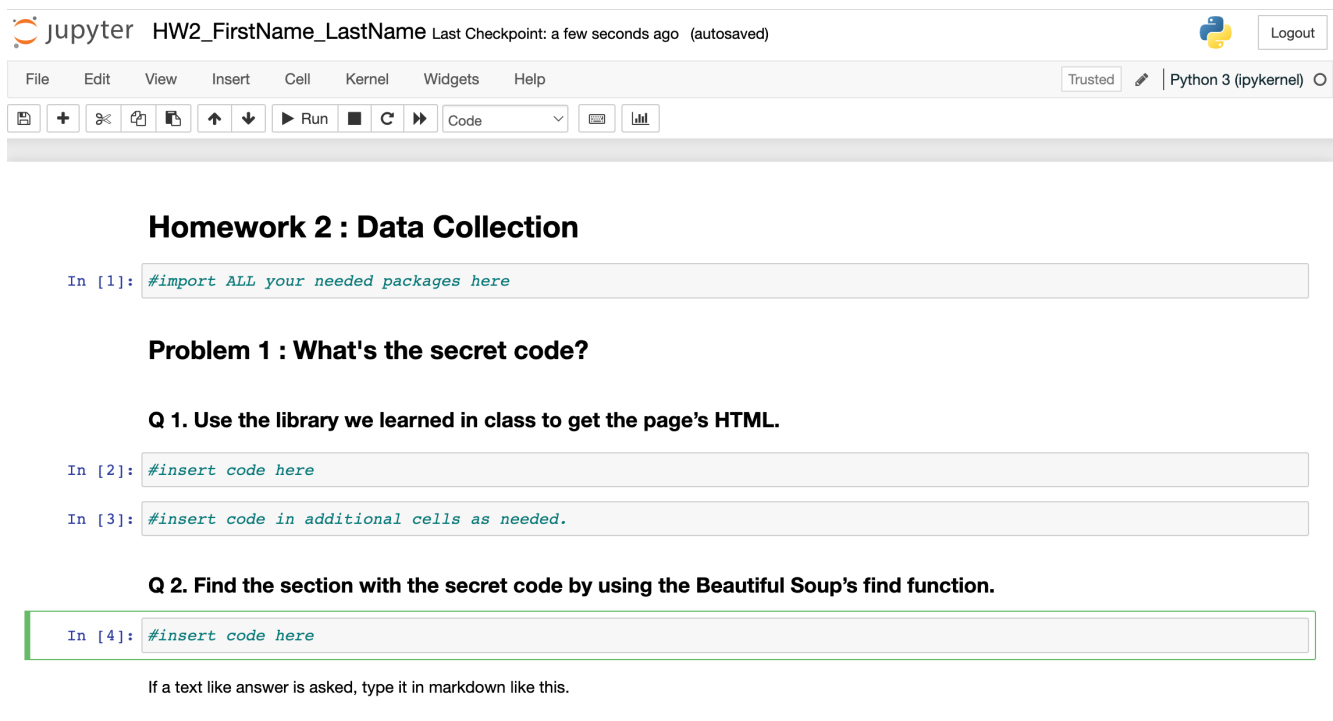 jupyter HW2_FirstName_LastName Last Checkpoint: a few seconds ago (autosaved) Logout
File Edit View Insert Cell Kernel Widgets Help Trusted Python 3 (ipykernel)
Run Code
Homework 2 : Data Collection
In [1]: #import ALL your needed packages here
Problem 1 : What's the secret code?
Q 1. Use the library we learned in class to get the page’s HTML.
In [2]: #insert code here
In [3]: #insert code in additional cells as needed.
Q 2. Find the section with the secret code by using the Beautiful Soup’s find function.
In [4]: #insert code here
If a text like answer is asked, type it in markdown like this.